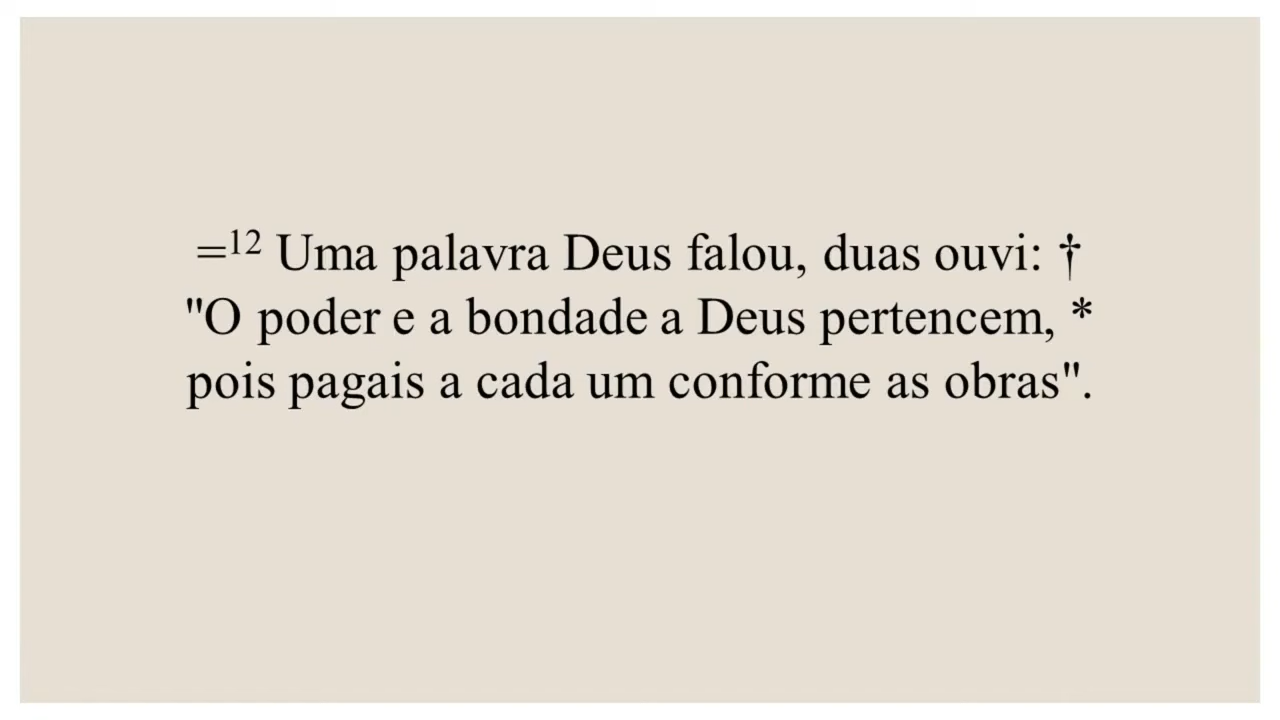 =¹² Uma palavra Deus falou, duas ouvi: †
"O poder e a bondade a Deus pertencem, *
pois pagais a cada um conforme as obras".